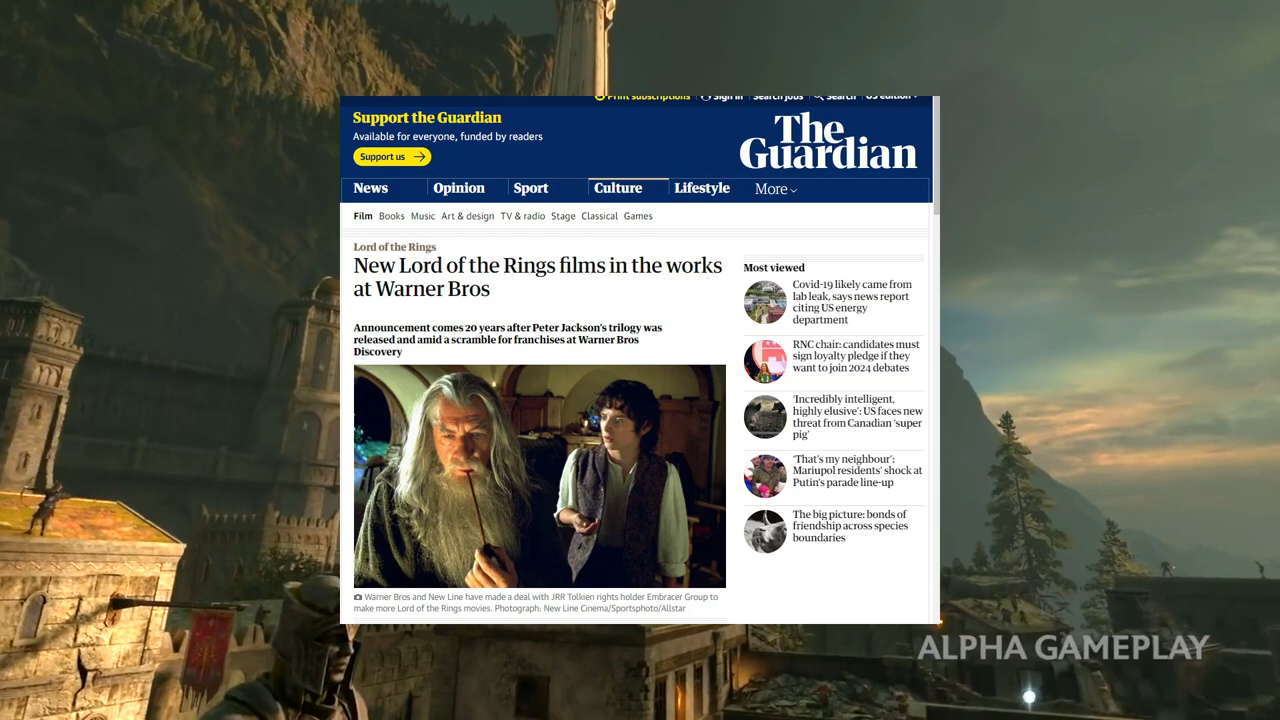 Print subscriptions
Sign in
Search jobs
Search
US edition
Support the Guardian
Available for everyone, funded by readers
Support us
The
Guardian
News
Opinion
Sport
Culture
Lifestyle
More
Film Books Music Art & design TV & radio Stage Classical Games
Lord of the Rings
New Lord of the Rings films in the works
at Warner Bros
Announcement comes 20 years after Peter Jackson's trilogy was
released and amid a scramble for franchises at Warner Bros
Discovery
Warner Bros and New Line have made a deal with JRR Tolkien rights holder Embracer Group to
make more Lord of the Rings movies. Photograph: New Line Cinema/Sportsphoto/Allstar
Most viewed
Covid-19 likely came from
lab leak, says news report
citing US energy
department
RNC chair: candidates must
sign loyalty pledge if they
want to join 2024 debates
'Incredibly intelligent,
highly elusive': US faces new
threat from Canadian 'super
pig'
'That's my neighbour':
Mariupol residents' shock at
Putin's parade line-up
The big picture: bonds of
friendship across species
boundaries
ALPHA GAMEPLAY